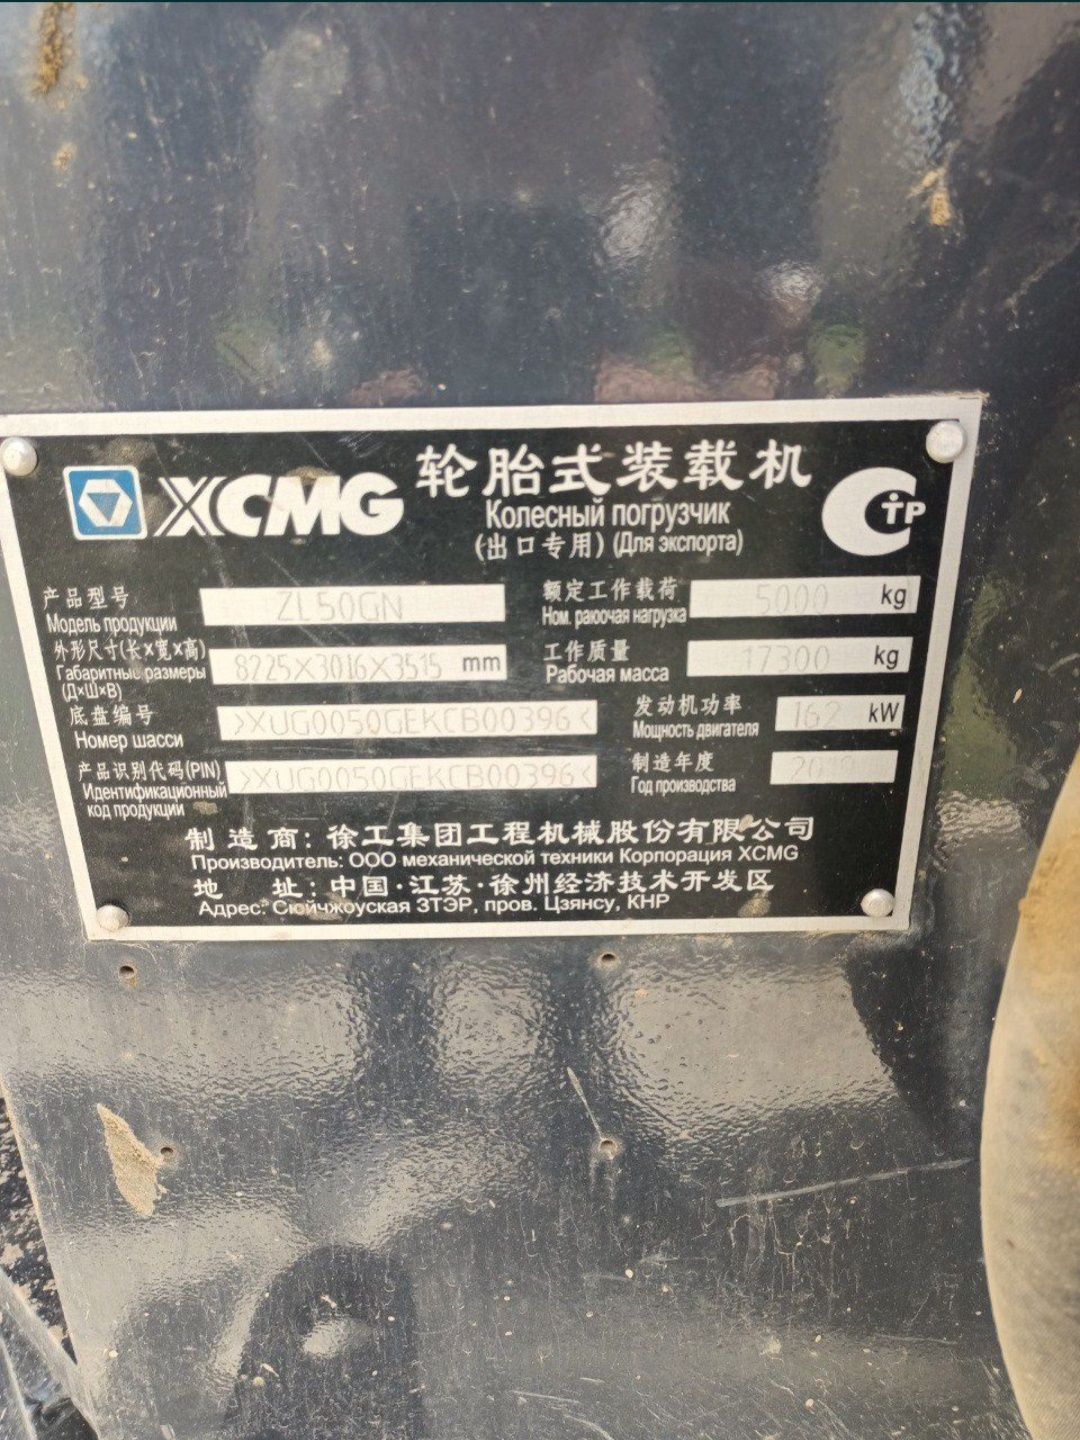 XCMG 轮胎式装载机
Колесный погрузчик
(出口专用) (Для экспорта)
СТР
产品型号 ZL50GN
Модель продукции
外形尺寸(长×宽×高) 8225×3016×3515 mm
Габаритные размеры
(Д×Ш×В)
底盘编号 >XUG0050GEKCB00396<
Номер шасси
产品识别代码(PIN) >XUG0050GEKCB00396<
Идентификационный
код продукции
额定工作载荷 5000 kg
Ном. раюочая нагрузка
工作质量 17300 kg
Рабочая масса
发动机功率 162 kW
Мощность двигателя
制造年度
Год производства
制造商: 徐工集团工程机械股份有限公司
Производитель: ООО механической техники Корпорация XCMG
地 址: 中国·江苏·徐州经济技术开发区
Адрес: Сюйчжоуская ЗТЭР, пров. Цзянсу, КНР